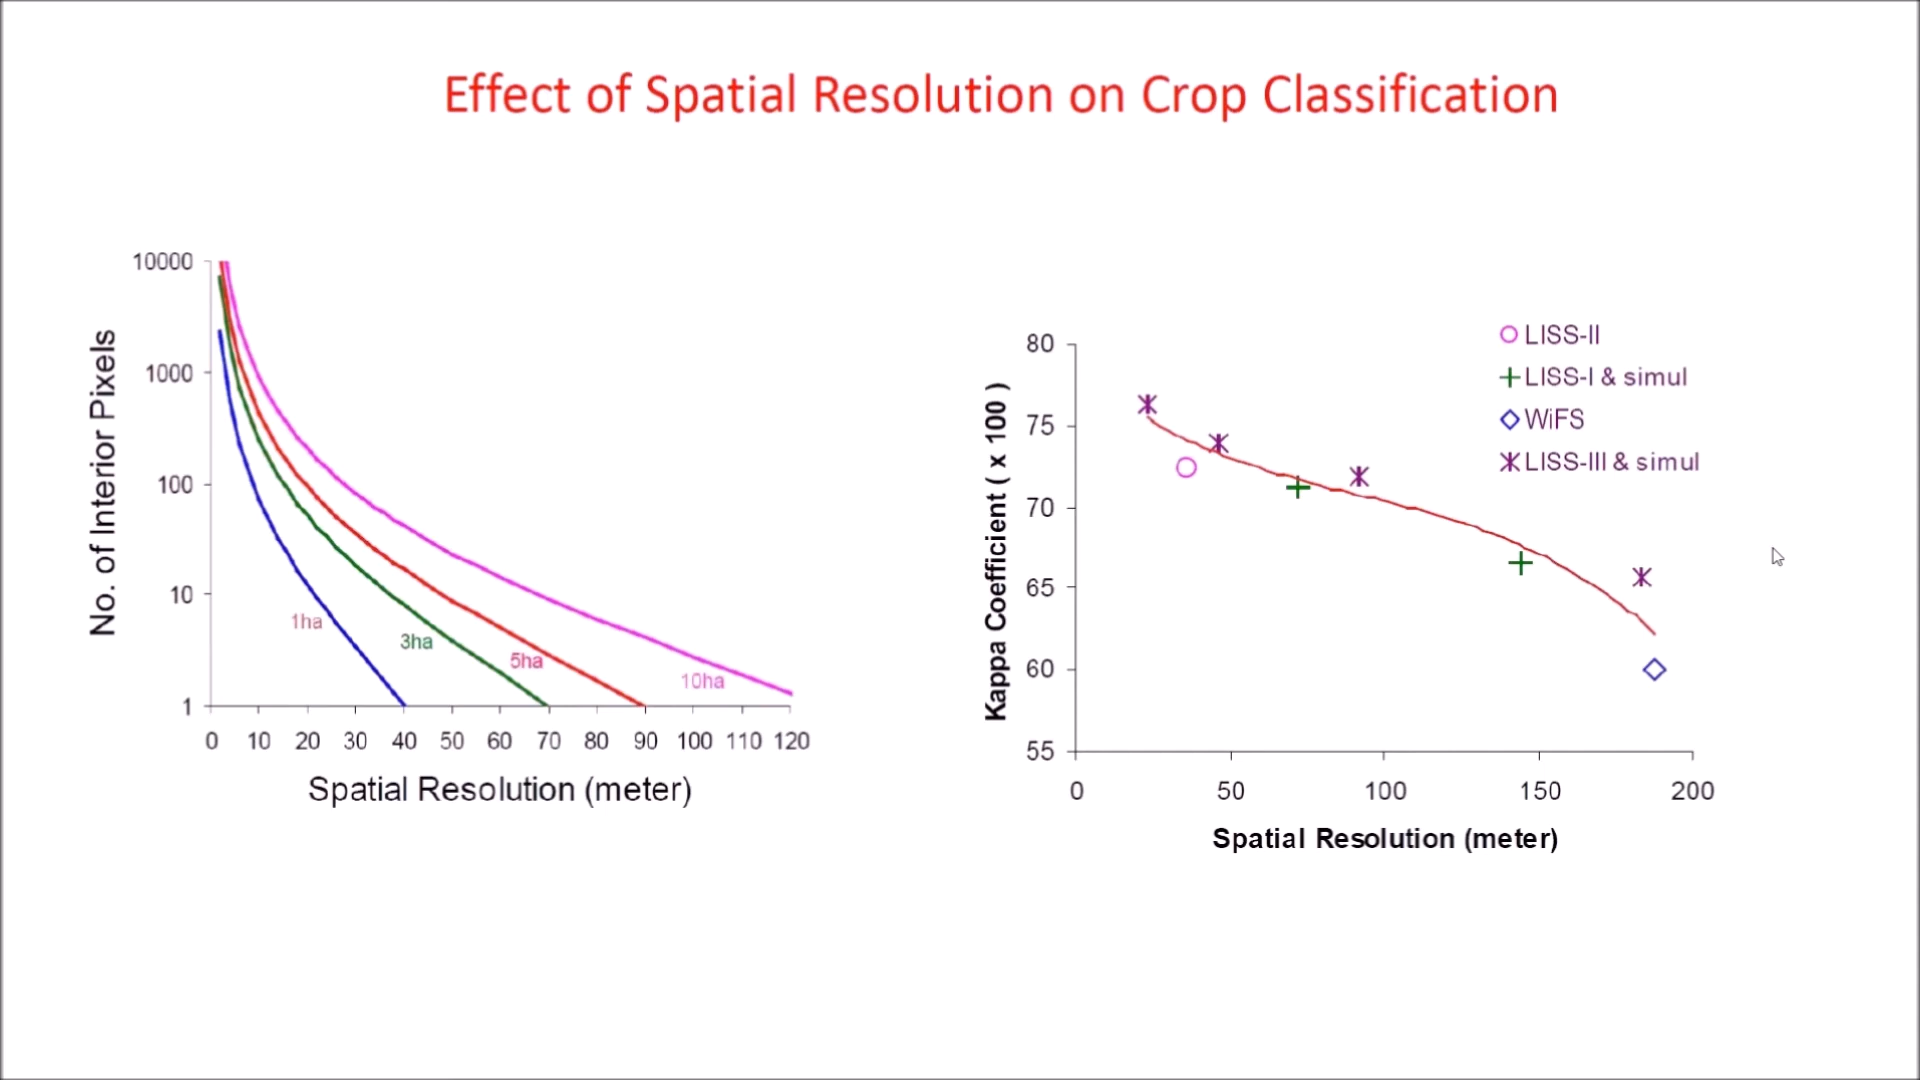 Effect of Spatial Resolution on Crop Classification
No. of Interior Pixels
10000
1000
100
10
1
1ha
3ha
5ha
10ha
0 10 20 30 40 50 60 70 80 90 100 110 120
Spatial Resolution (meter)
Kappa Coefficient ( x 100 )
80
75
70
65
60
55
LISS-II
LISS-I & simul
WiFS
LISS-III & simul
0 50 100 150 200
Spatial Resolution (meter)